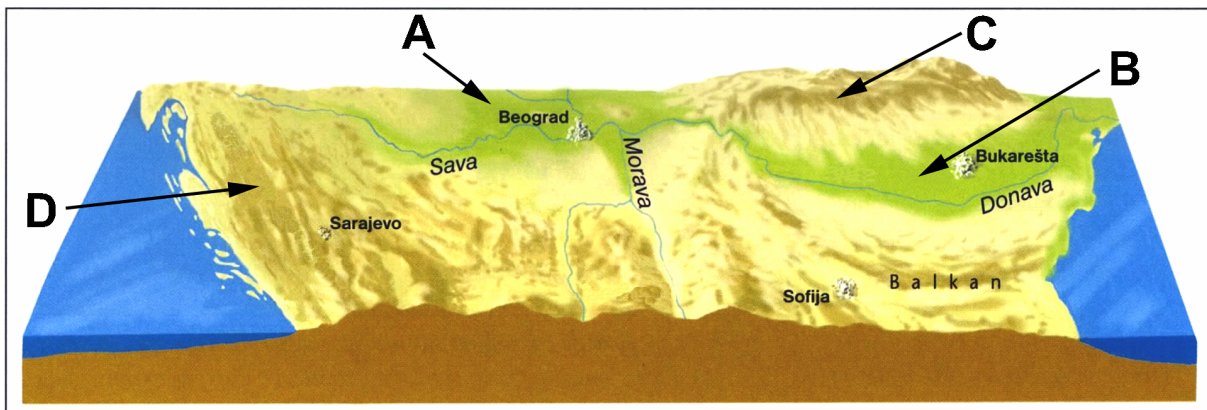 A
C
B
Beograd
Sava
Morava
Bukarešta
Donava
D
Sarajevo
Sofija
Balkan